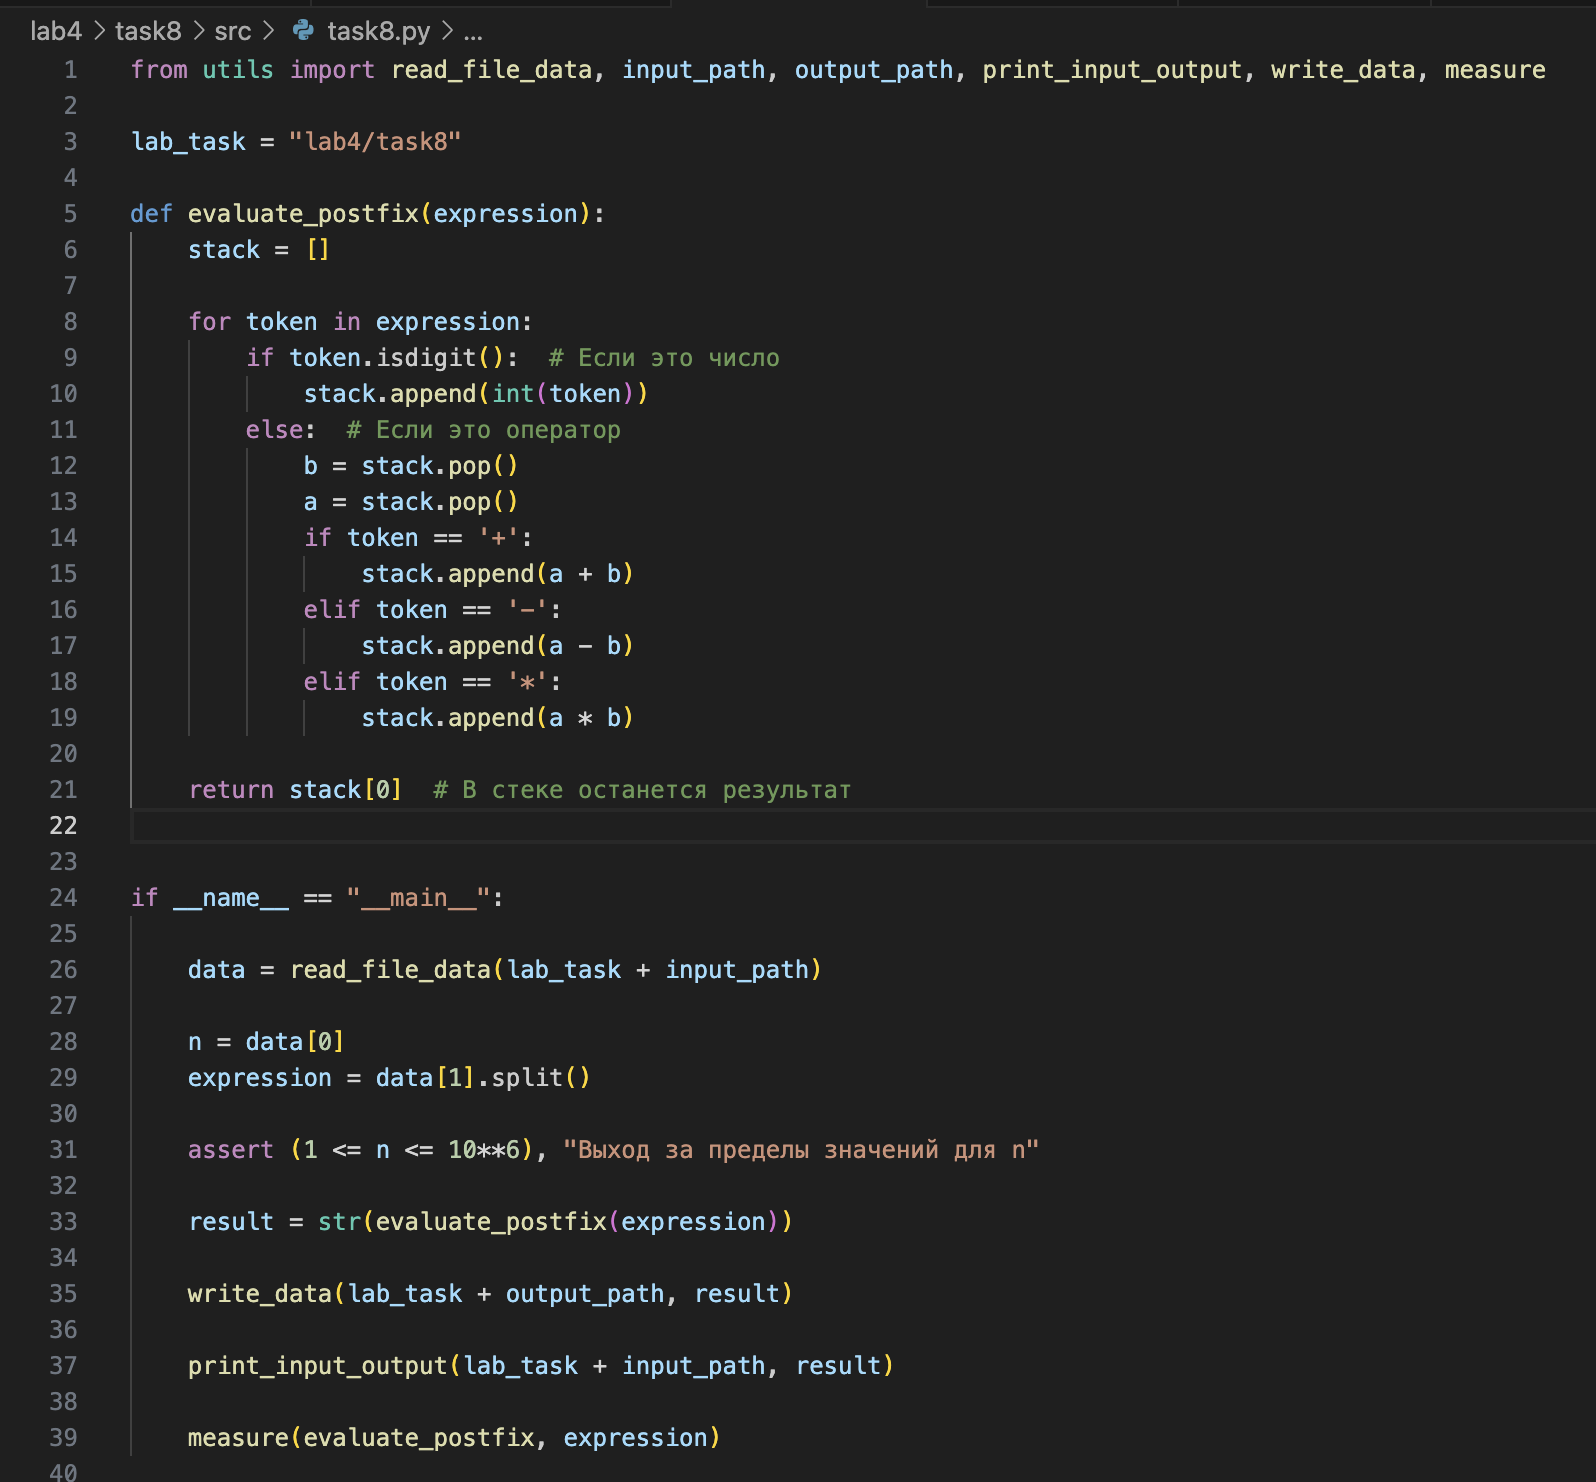 lab4 > task8 > src > task8.py > ...
1 from utils import read_file_data, input_path, output_path, print_input_output, write_data, measure
2
3 lab_task = "lab4/task8"
4
5 def evaluate_postfix(expression):
6     stack = []
7
8     for token in expression:
9         if token.isdigit():  # Если это число
10             stack.append(int(token))
11         else:  # Если это оператор
12             b = stack.pop()
13             a = stack.pop()
14             if token == '+':
15                 stack.append(a + b)
16             elif token == '-':
17                 stack.append(a - b)
18             elif token == '*':
19                 stack.append(a * b)
20
21     return stack[0]  # В стеке останется результат
22
23
24 if __name__ == "__main__":
25
26     data = read_file_data(lab_task + input_path)
27
28     n = data[0]
29     expression = data[1].split()
30
31     assert (1 <= n <= 10**6), "Выход за пределы значений для n"
32
33     result = str(evaluate_postfix(expression))
34
35     write_data(lab_task + output_path, result)
36
37     print_input_output(lab_task + input_path, result)
38
39     measure(evaluate_postfix, expression)
40